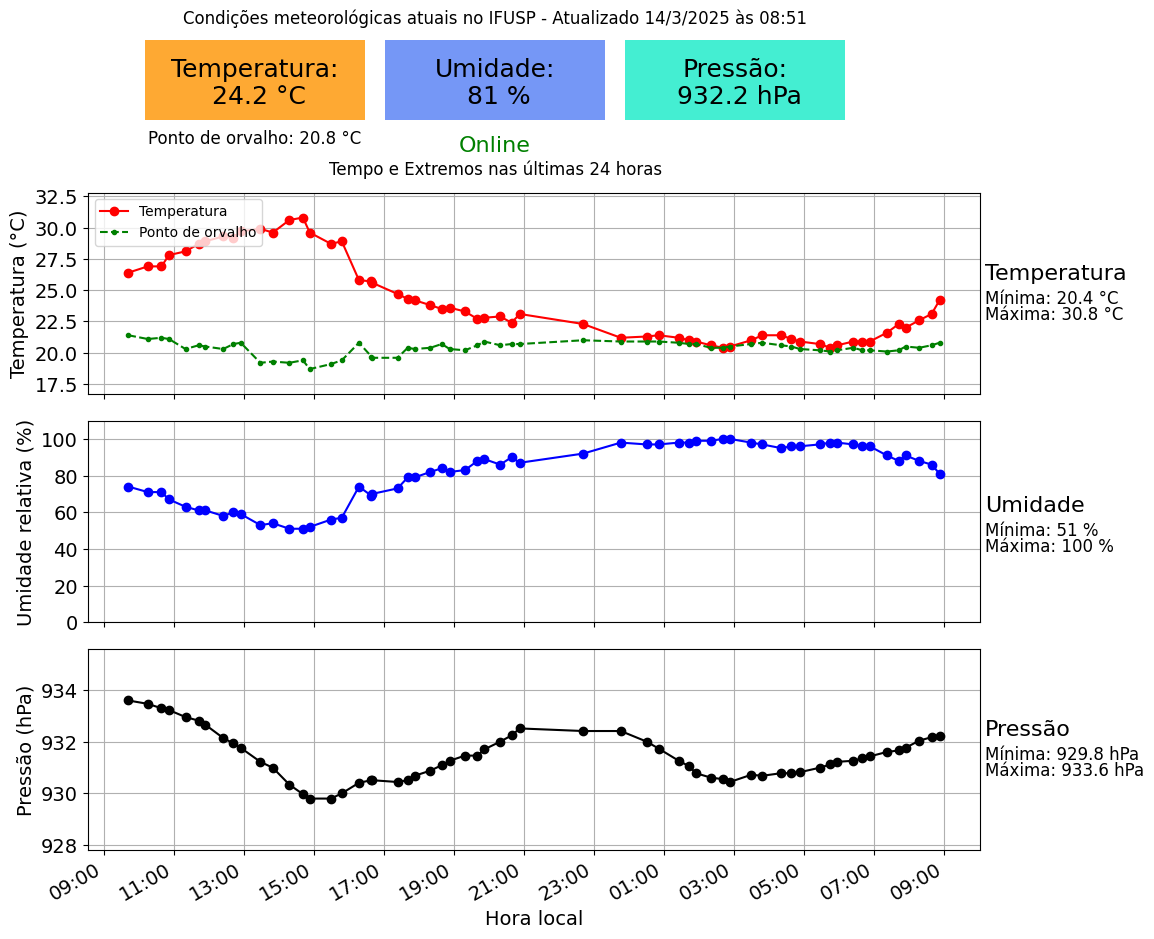 Condições meteorológicas atuais no IFUSP - Atualizado 14/3/2025 às 08:51
Temperatura:
24.2 °C
Umidade:
81 %
Pressão:
932.2 hPa
Ponto de orvalho: 20.8 °C
Online
Tempo e Extremos nas últimas 24 horas
Temperatura (°C)
32.5
30.0
27.5
25.0
22.5
20.0
17.5
Temperatura
Ponto de orvalho
Temperatura
Mínima: 20.4 °C
Máxima: 30.8 °C
Umidade relativa (%)
100
80
60
40
20
0
Umidade
Mínima: 51 %
Máxima: 100 %
Pressão (hPa)
934
932
930
928
Pressão
Mínima: 929.8 hPa
Máxima: 933.6 hPa
09:00 11:00 13:00 15:00 17:00 19:00 21:00 23:00 01:00 03:00 05:00 07:00 09:00
Hora local